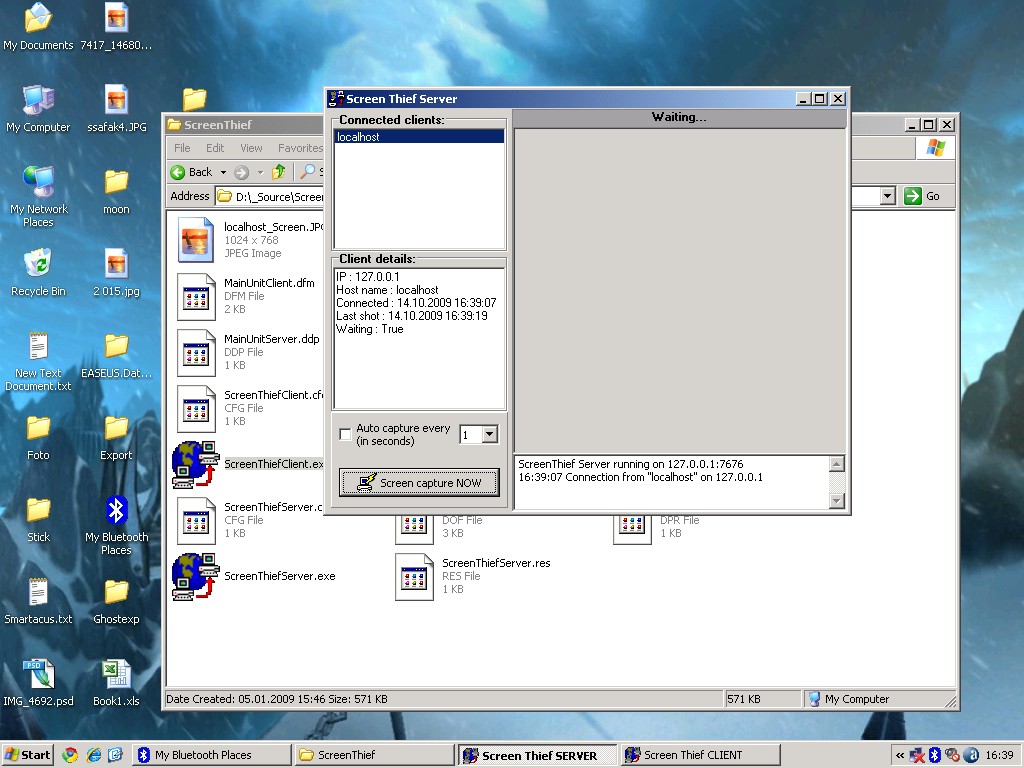 My Documents
7417_14680...
My Computer
ssafak4.JPG
My Network
Places
moon
Recycle Bin
2 015.jpg
New Text
Document.txt
EASEUS.Dat...
Foto
Export
Stick
My Bluetooth
Places
Smartacus.txt
Ghostexp
IMG_4692.psd
Book1.xls
ScreenThief
File Edit View Favorites
Back
Address D:\_Source\Screen
Go
localhost_Screen.JPG
1024 x 768
JPEG Image
MainUnitClient.dfm
DFM File
2 KB
MainUnitServer.ddp
DDP File
1 KB
ScreenThiefClient.cfg
CFG File
1 KB
ScreenThiefClient.exe
ScreenThiefServer.c
CFG File
1 KB
DOF File
3 KB
DPR File
1 KB
ScreenThiefServer.exe
ScreenThiefServer.res
RES File
1 KB
Date Created: 05.01.2009 15:46 Size: 571 KB
571 KB
My Computer
Screen Thief Server
Connected clients:
localhost
Client details:
IP : 127.0.0.1
Host name : localhost
Connected : 14.10.2009 16:39:07
Last shot : 14.10.2009 16:39:19
Waiting : True
Auto capture every
(in seconds)
1
Screen capture NOW
Waiting...
ScreenThief Server running on 127.0.0.1:7676
16:39:07 Connection from "localhost" on 127.0.0.1
Start
My Bluetooth Places
ScreenThief
Screen Thief SERVER
Screen Thief CLIENT
16:39